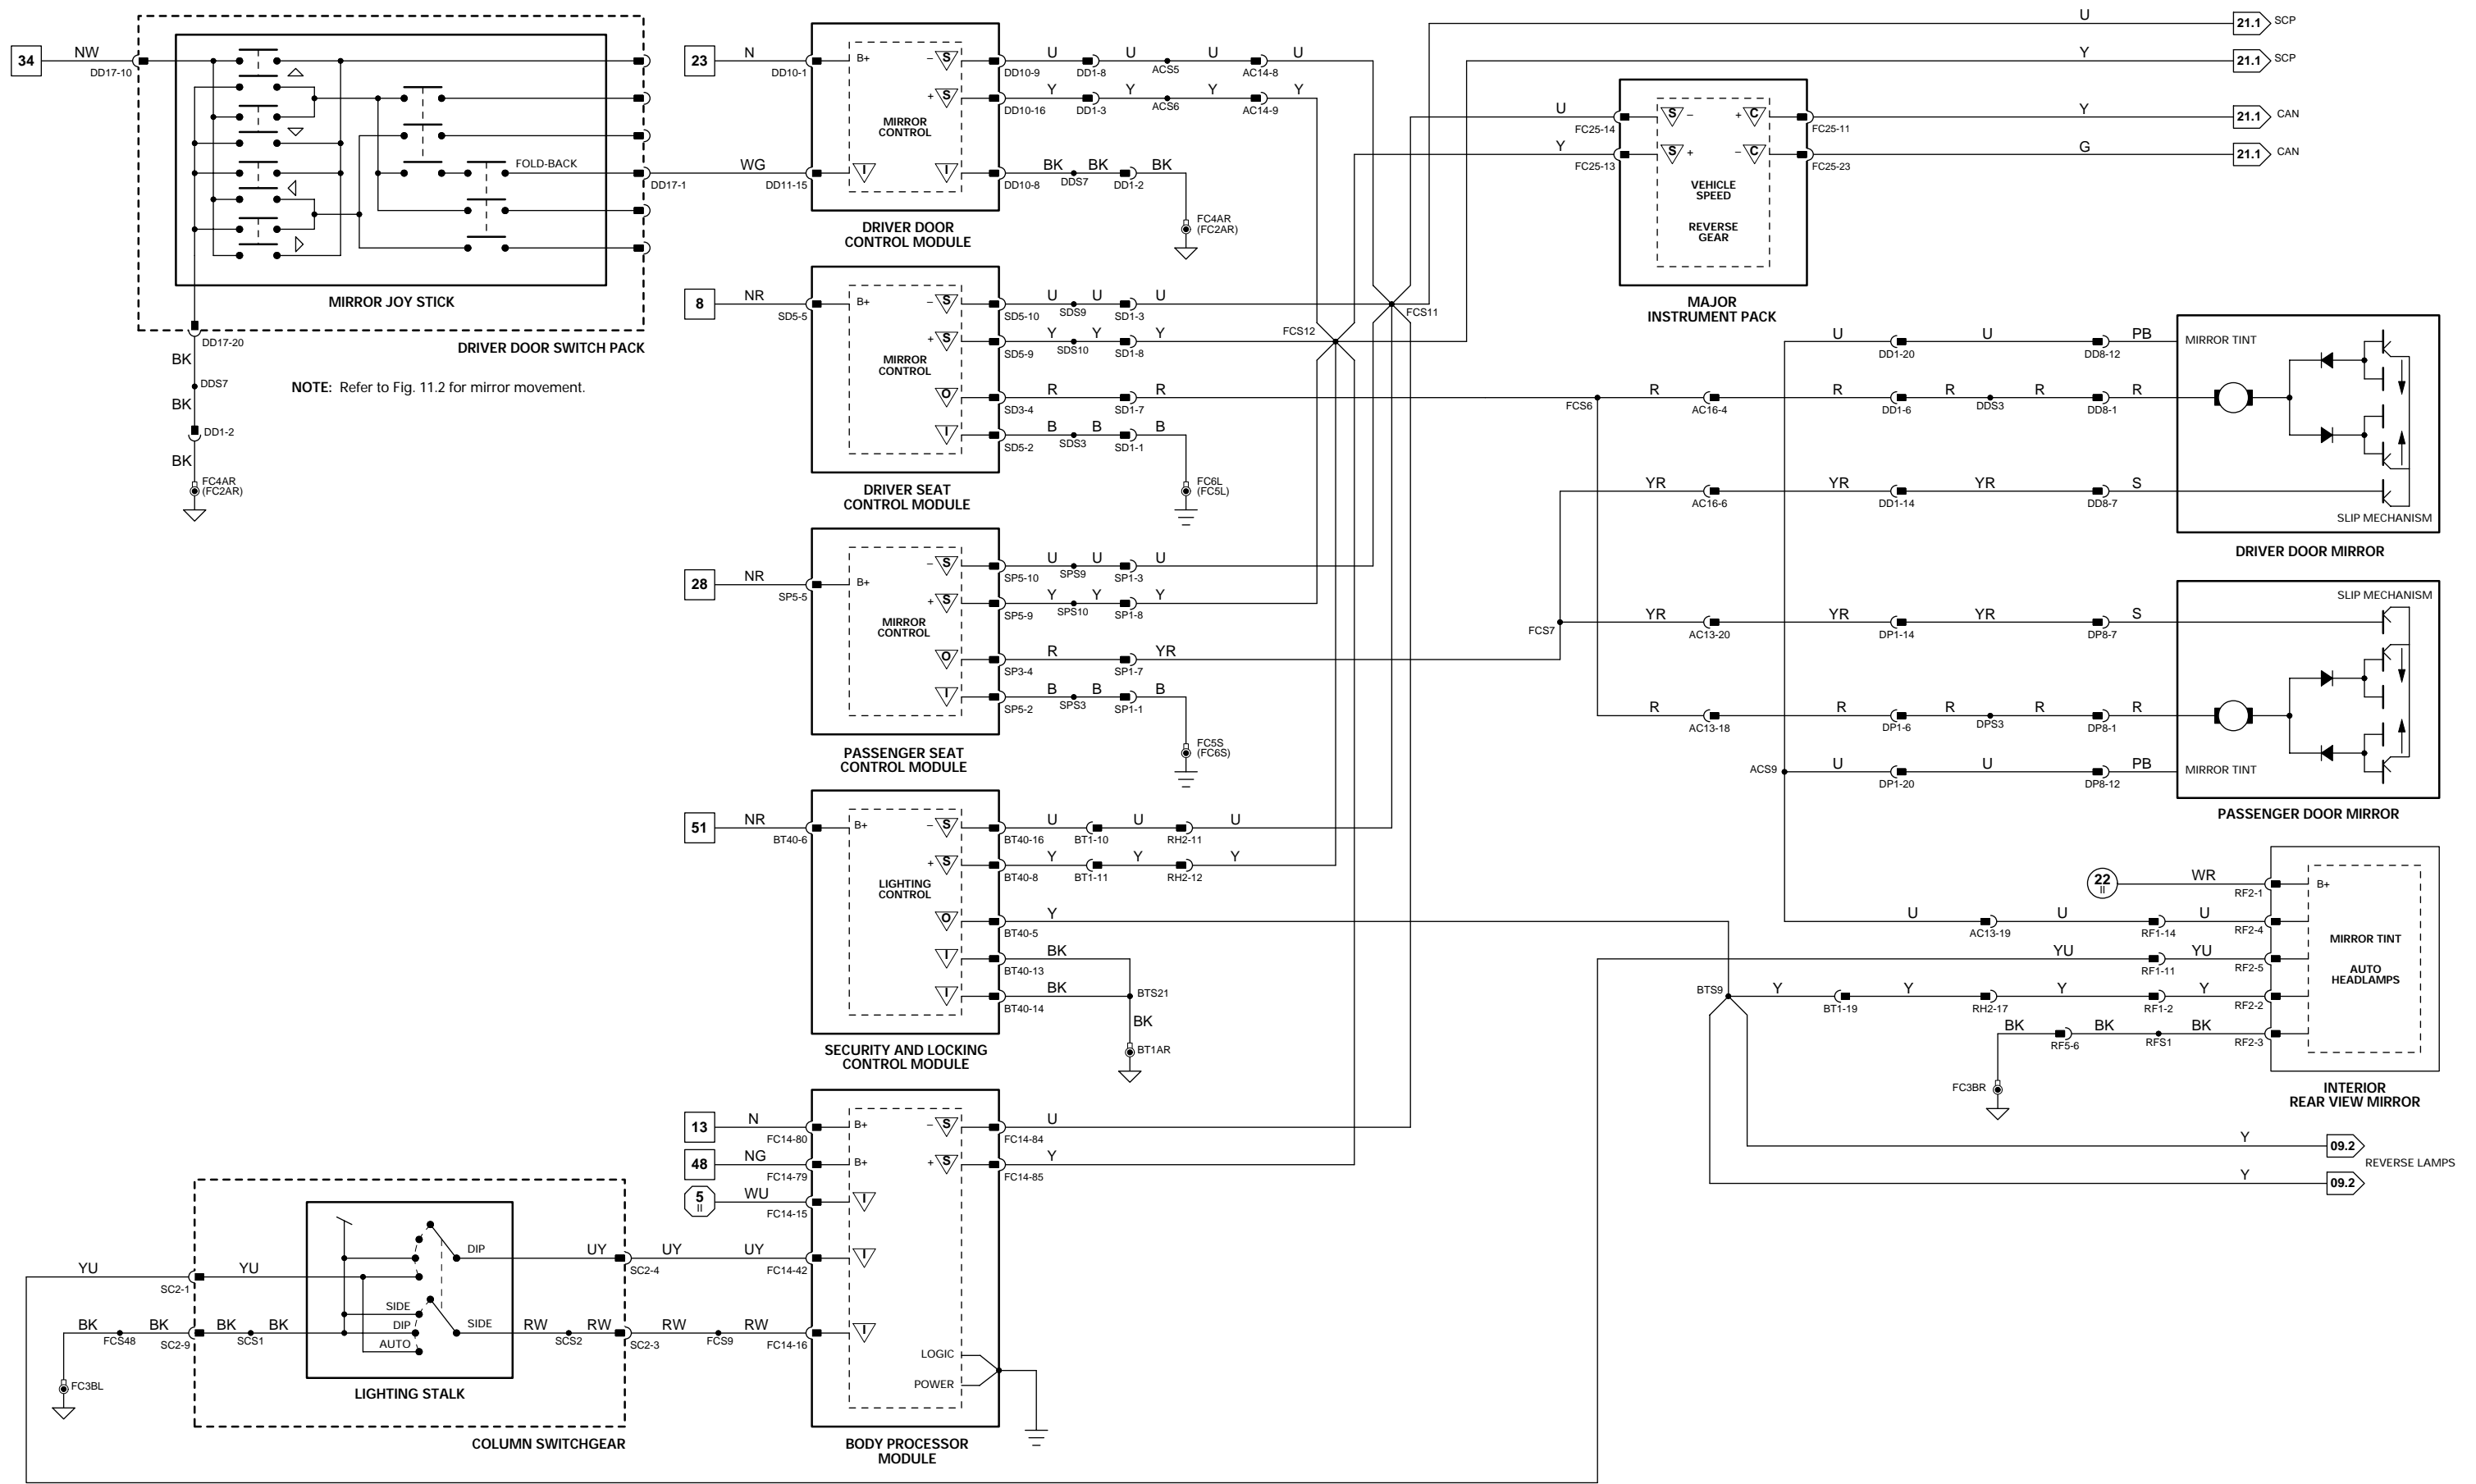 34
NW
DD17-10
FOLD-BACK
DD17-1
MIRROR JOY STICK
DD17-20
DRIVER DOOR SWITCH PACK
BK
DDS7
BK
DD1-2
BK
FC4AR
(FC2AR)
NOTE: Refer to Fig. 11.2 for mirror movement.
WG
23
N
DD10-1
B+
MIRROR
CONTROL
DD11-15
I
– S
+ S
I
DD10-9
DD10-16
DD10-8
DRIVER DOOR
CONTROL MODULE
U
DD1-8
U
ACS5
U
AC14-8
U
Y
DD1-3
Y
ACS6
Y
AC14-9
Y
BK
DDS7
BK
DD1-2
BK
FC4AR
(FC2AR)
8
NR
SD5-5
B+
MIRROR
CONTROL
– S
+ S
O
I
SD5-10
SD5-9
SD3-4
SD5-2
DRIVER SEAT
CONTROL MODULE
U
SDS9
U
SD1-3
U
Y
SDS10
Y
SD1-8
Y
R
SD1-7
R
B
SDS3
B
SD1-1
B
FC6L
(FC5L)
28
NR
SP5-5
B+
MIRROR
CONTROL
– S
+ S
O
I
SP5-10
SP5-9
SP3-4
SP5-2
PASSENGER SEAT
CONTROL MODULE
U
SPS9
U
SP1-3
U
Y
SPS10
Y
SP1-8
Y
R
SP1-7
YR
B
SPS3
B
SP1-1
B
FC5S
(FC6S)
51
NR
BT40-6
B+
LIGHTING
CONTROL
– S
+ S
O
I
I
BT40-16
BT40-8
BT40-5
BT40-13
BT40-14
SECURITY AND LOCKING
CONTROL MODULE
U
BT1-10
U
RH2-11
U
Y
BT1-11
Y
RH2-12
Y
Y
BK
BK
BTS21
BK
BT1AR
13
N
FC14-80
B+
48
NG
FC14-79
B+
5
II
WU
FC14-15
I
UY
FC14-42
I
RW
FC14-16
I
– S
+ S
FC14-84
FC14-85
U
Y
LOGIC
POWER
BODY PROCESSOR
MODULE
YU
SC2-1
YU
BK
FCS48
BK
SC2-9
BK
SCS1
BK
FC3BL
DIP
SIDE
DIP
AUTO
SIDE
UY
SC2-4
UY
RW
SCS2
RW
SC2-3
RW
FCS9
LIGHTING STALK
COLUMN SWITCHGEAR
FCS12
FCS11
U
21.1
SCP
Y
21.1
SCP
U
FC25-14
Y
FC25-13
S –
S +
+ C
– C
VEHICLE
SPEED
REVERSE
GEAR
FC25-11
FC25-23
MAJOR
INSTRUMENT PACK
Y
21.1
CAN
G
21.1
CAN
U
DD1-20
U
DD8-12
PB
MIRROR TINT
FCS6
R
AC16-4
R
DD1-6
R
DDS3
R
DD8-1
R
YR
AC16-6
YR
DD1-14
YR
DD8-7
S
SLIP MECHANISM
DRIVER DOOR MIRROR
FCS7
YR
AC13-20
YR
DP1-14
YR
DP8-7
S
SLIP MECHANISM
R
AC13-18
R
DP1-6
R
DPS3
R
DP8-1
R
ACS9
U
DP1-20
U
DP8-12
PB
MIRROR TINT
PASSENGER DOOR MIRROR
22
II
WR
RF2-1
B+
U
AC13-19
U
RF1-14
U
RF2-4
YU
RF1-11
YU
RF2-5
BTS9
Y
BT1-19
Y
RH2-17
Y
RF1-2
Y
RF2-2
BK
RF5-6
BK
RFS1
BK
RF2-3
FC3BR
MIRROR TINT
AUTO
HEADLAMPS
INTERIOR
REAR VIEW MIRROR
Y
09.2
REVERSE LAMPS
Y
09.2